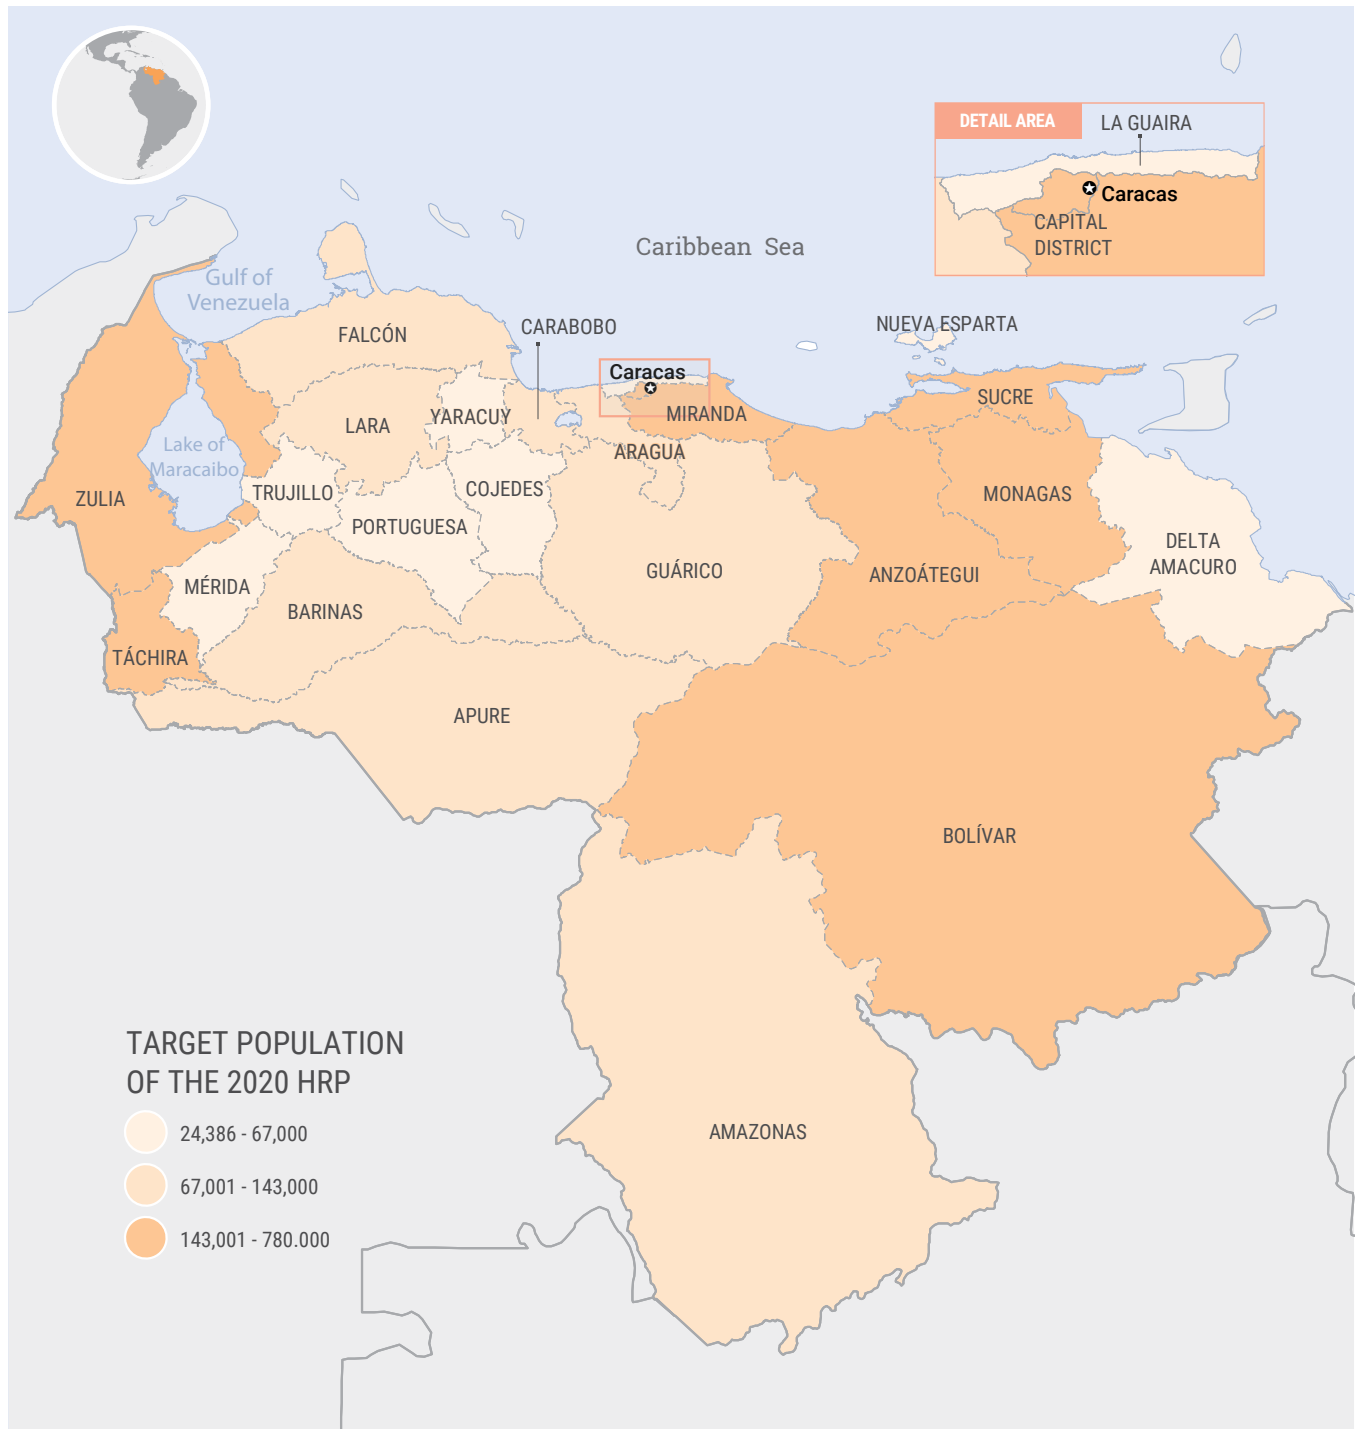 DETAIL AREA
LA GUAIRA
Caracas
CAPITAL
DISTRICT
Caribbean Sea
Gulf of
Venezuela
FALCÓN
CARABOBO
NUEVA ESPARTA
Caracas
SUCRE
LARA
YARACUY
MIRANDA
Lake of
Maracaibo
ARAGUA
ZULIA
TRUJILLO
COJEDES
MONAGAS
PORTUGUESA
DELTA
AMACURO
MÉRIDA
GUÁRICO
ANZOÁTEGUI
BARINAS
TÁCHIRA
APURE
BOLÍVAR
TARGET POPULATION
OF THE 2020 HRP
24,386 - 67,000
67,001 - 143,000
143,001 - 780.000
AMAZONAS